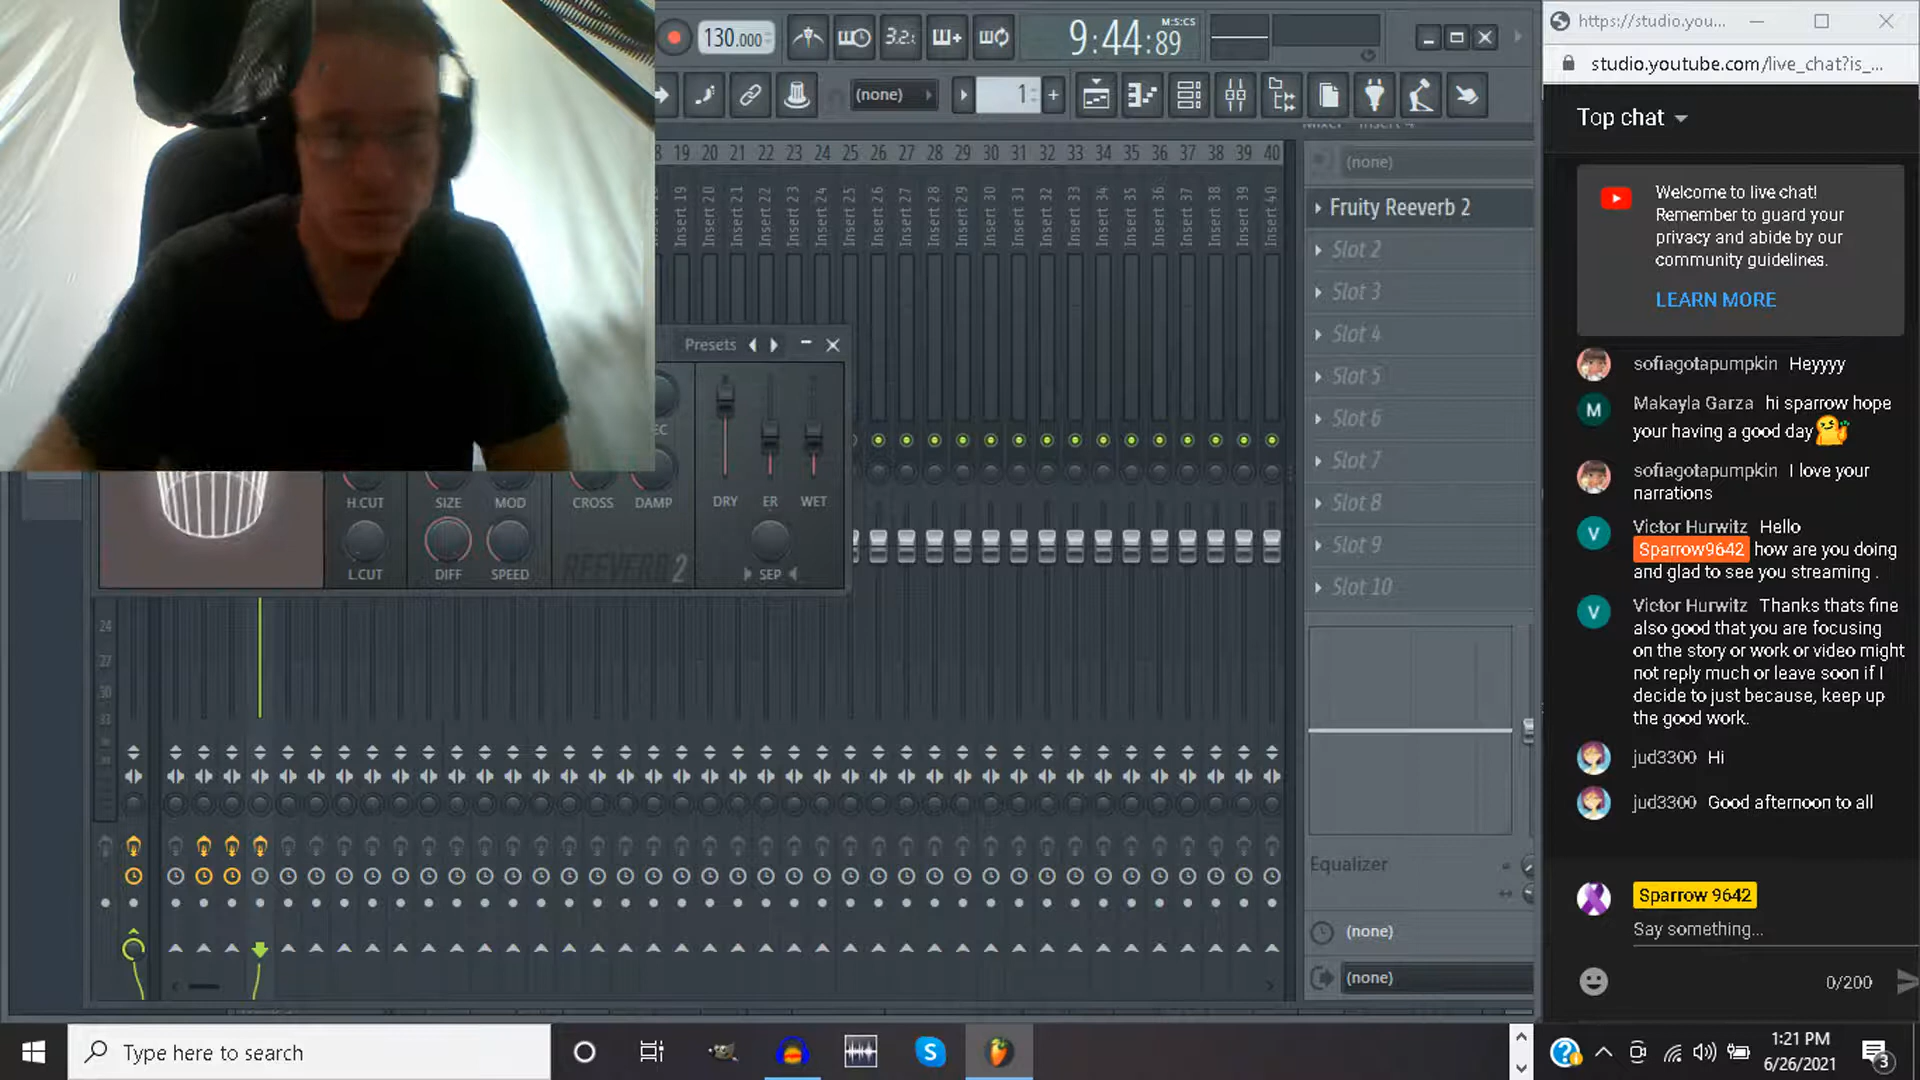 130.000
3.2:
9:44:89
M:S:CS
(none)
1
18 19 20 21 22 23 24 25 26 27 28 29 30 31 32 33 34 35 36 37 38 39 40
Insert 19
Insert 20
Insert 21
Insert 22
Insert 23
Insert 24
Insert 25
Insert 26
Insert 27
Insert 28
Insert 29
Insert 30
Insert 31
Insert 32
Insert 33
Insert 34
Insert 35
Insert 36
Insert 37
Insert 38
Insert 39
Insert 40
Presets
H.CUT
SIZE
MOD
CROSS
DAMP
DRY
ER
WET
L.CUT
DIFF
SPEED
REEVERB 2
SEP
24
27
30
33
Mixer - Insert 4
(none)
Fruity Reeverb 2
Slot 2
Slot 3
Slot 4
Slot 5
Slot 6
Slot 7
Slot 8
Slot 9
Slot 10
Equalizer
(none)
(none)
https://studio.you...
studio.youtube.com/live_chat?is_...
Top chat
Welcome to live chat!
Remember to guard your
privacy and abide by our
community guidelines.
LEARN MORE
sofiagotapumpkin Heyyyy
Makayla Garza hi sparrow hope
your having a good day
sofiagotapumpkin I love your
narrations
Victor Hurwitz Hello
Sparrow9642 how are you doing
and glad to see you streaming .
Victor Hurwitz Thanks thats fine
also good that you are focusing
on the story or work or video might
not reply much or leave soon if I
decide to just because, keep up
the good work.
jud3300 Hi
jud3300 Good afternoon to all
Sparrow 9642
Say something...
0/200
Type here to search
1:21 PM
6/26/2021
3